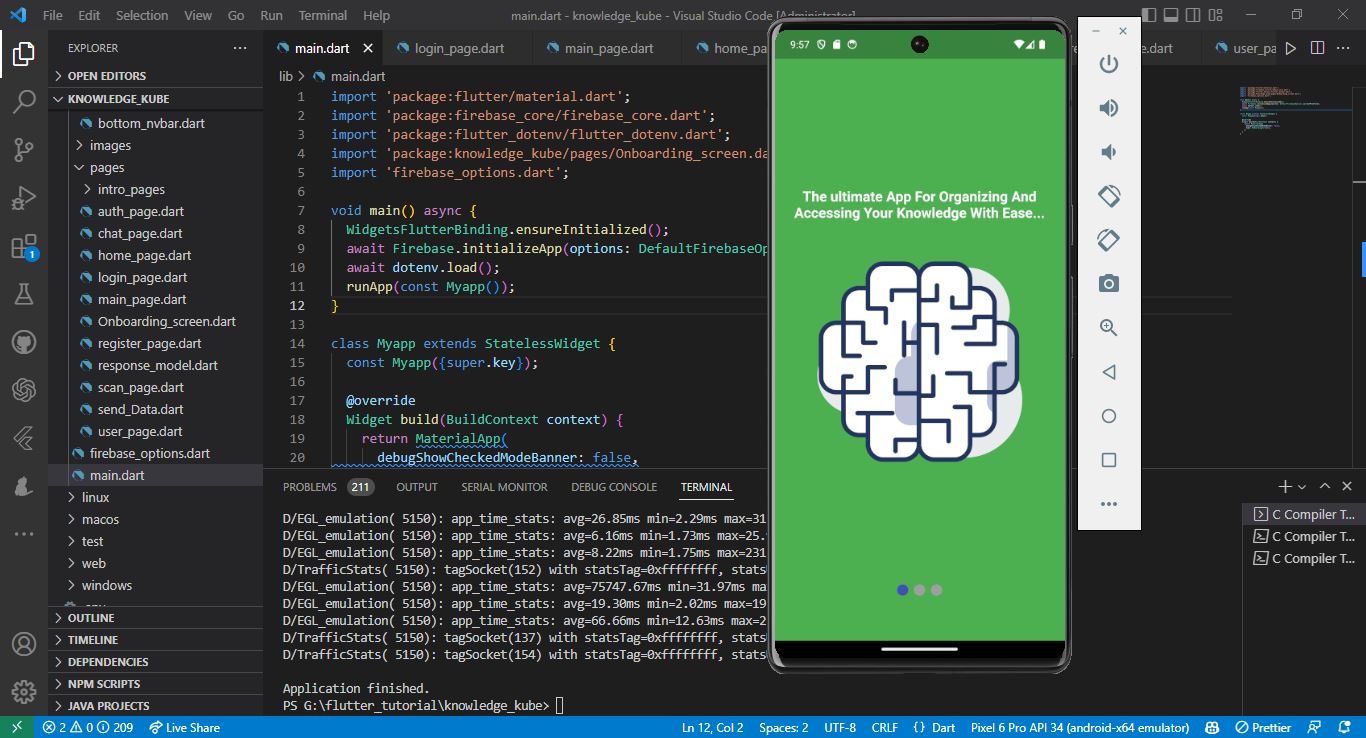 File Edit Selection View Go Run Terminal Help
main.dart - knowledge_kube - Visual Studio Code [Administrator]
EXPLORER
OPEN EDITORS
KNOWLEDGE_KUBE
bottom_nvbar.dart
images
pages
intro_pages
auth_page.dart
chat_page.dart
home_page.dart
login_page.dart
main_page.dart
Onboarding_screen.dart
register_page.dart
response_model.dart
scan_page.dart
send_Data.dart
user_page.dart
firebase_options.dart
main.dart
linux
macos
test
web
windows
OUTLINE
TIMELINE
DEPENDENCIES
NPM SCRIPTS
JAVA PROJECTS
1
main.dart
login_page.dart
main_page.dart
home_pa
e.dart
user_pa
lib > main.dart
1 import 'package:flutter/material.dart';
2 import 'package:firebase_core/firebase_core.dart';
3 import 'package:flutter_dotenv/flutter_dotenv.dart';
4 import 'package:knowledge_kube/pages/Onboarding_screen.da
5 import 'firebase_options.dart';
6
7 void main() async {
8 WidgetsFlutterBinding.ensureInitialized();
9 await Firebase.initializeApp(options: DefaultFirebaseOp
10 await dotenv.load();
11 runApp(const Myapp());
12 }
13
14 class Myapp extends StatelessWidget {
15 const Myapp({super.key});
16
17 @override
18 Widget build(BuildContext context) {
19 return MaterialApp(
20 debugShowCheckedModeBanner: false,
PROBLEMS 211 OUTPUT SERIAL MONITOR DEBUG CONSOLE TERMINAL
D/EGL_emulation( 5150): app_time_stats: avg=26.85ms min=2.29ms max=31
D/EGL_emulation( 5150): app_time_stats: avg=6.16ms min=1.73ms max=25.
D/EGL_emulation( 5150): app_time_stats: avg=8.22ms min=1.75ms max=231
D/TrafficStats( 5150): tagSocket(152) with statsTag=0xffffffff, stats
D/EGL_emulation( 5150): app_time_stats: avg=75747.67ms min=31.97ms ma
D/EGL_emulation( 5150): app_time_stats: avg=19.30ms min=2.02ms max=19
D/EGL_emulation( 5150): app_time_stats: avg=66.66ms min=12.63ms max=2
D/TrafficStats( 5150): tagSocket(137) with statsTag=0xffffffff, stats
D/TrafficStats( 5150): tagSocket(154) with statsTag=0xffffffff, stats
Application finished.
PS G:\flutter_tutorial\knowledge_kube>
C Compiler T...
C Compiler T...
C Compiler T...
9:57
The ultimate App For Organizing And
Accessing Your Knowledge With Ease...
2 0 209 Live Share
Ln 12, Col 2 Spaces: 2 UTF-8 CRLF {} Dart Pixel 6 Pro API 34 (android-x64 emulator) Prettier